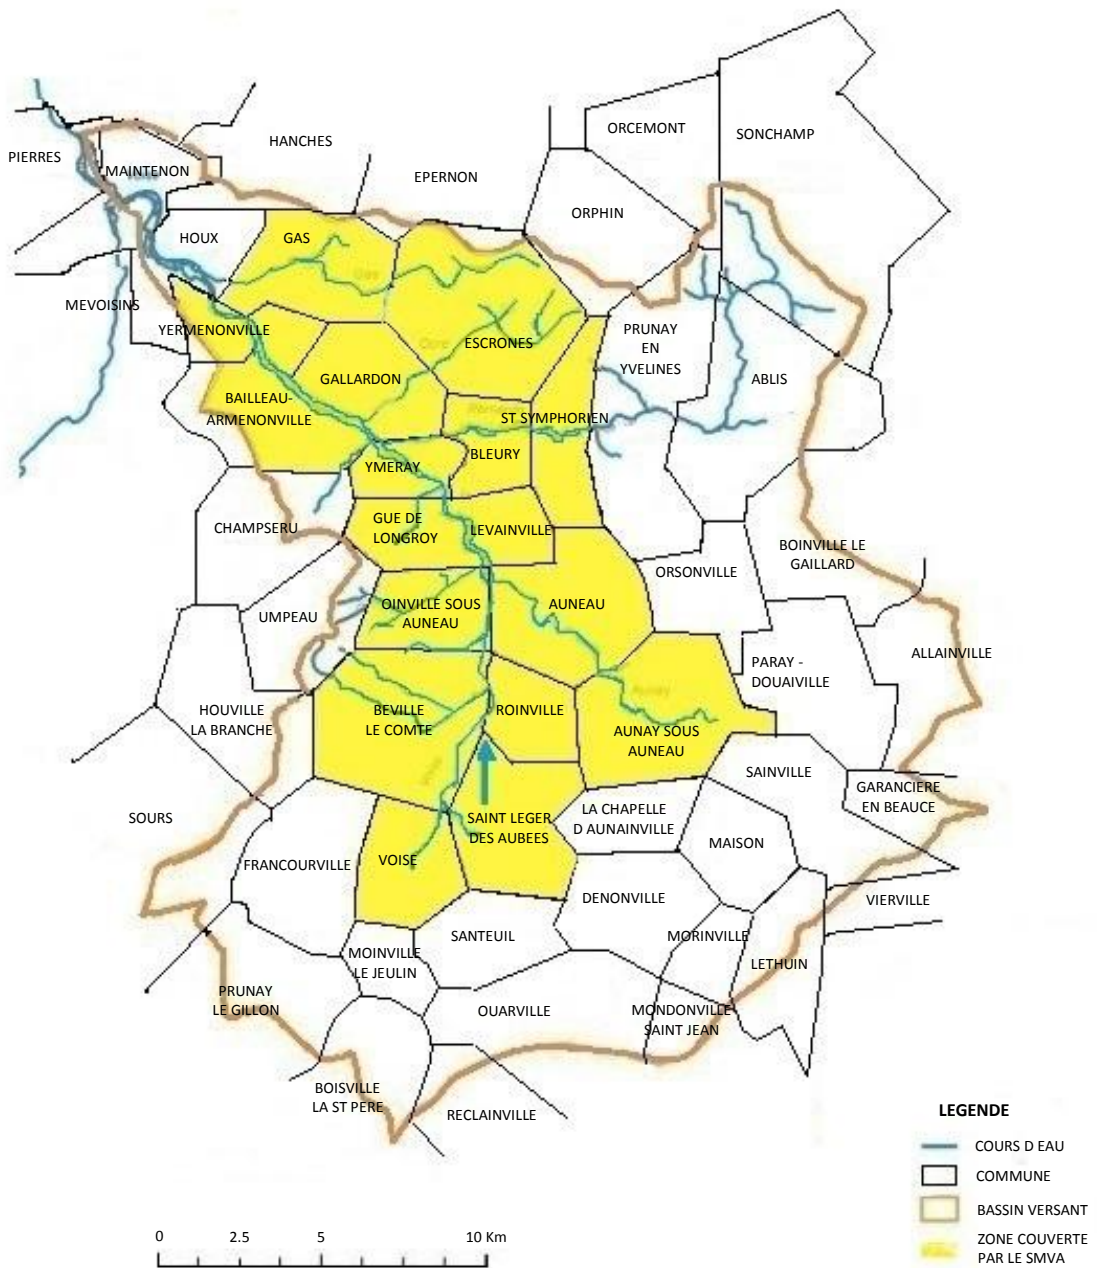 ORCEMONT
SONCHAMP
HANCHES
PIERRES
MAINTENON
EPERNON
ORPHIN
HOUX
GAS
MEVOISINS
YERMENONVILLE
ESCRONES
PRUNAY
EN
YVELINES
GALLARDON
ABLIS
BAILLEAU-
ARMENONVILLE
ST SYMPHORIEN
YMERAY
BLEURY
CHAMPSERU
GUE DE
LONGROY
LEVAINVILLE
BOINVILLE LE
GAILLARD
ORSONVILLE
OINVILLE SOUS
AUNEAU
AUNEAU
UMPEAU
ALLAINVILLE
PARAY -
DOUAIVILLE
HOUVILLE
LA BRANCHE
BEVILLE
LE COMTE
ROINVILLE
AUNAY SOUS
AUNEAU
SAINVILLE
GARANCIERE
EN BEAUCE
SOURS
SAINT LEGER
DES AUBEES
LA CHAPELLE
D AUNAINVILLE
MAISON
FRANCOURVILLE
VOISE
DENONVILLE
VIERVILLE
SANTEUIL
MORINVILLE
MOINVILLE
LE JEULIN
LETHUIN
PRUNAY
LE GILLON
OUARVILLE
MONDONVILLE
SAINT JEAN
BOISVILLE
LA ST PERE
RECLAINVILLE
LEGENDE
COURS D EAU
COMMUNE
BASSIN VERSANT
ZONE COUVERTE
PAR LE SMVA
0 2.5 5 10 Km